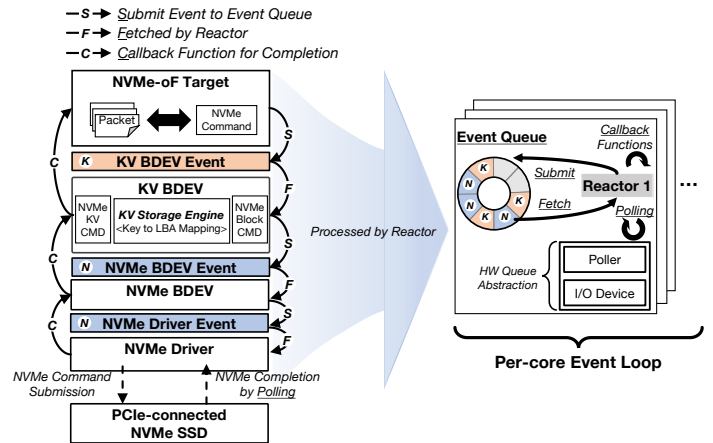 S Submit Event to Event Queue
F Fetched by Reactor
C Callback Function for Completion
NVMe-oF Target
Packet
NVMe
Command
S
K KV BDEV Event
C
F
KV BDEV
NVMe
KV
CMD
KV Storage Engine
<Key to LBA Mapping>
NVMe
Block
CMD
S
C
N NVMe BDEV Event
F
NVMe BDEV
S
N NVMe Driver Event
C
F
NVMe Driver
NVMe Command
Submission
NVMe Completion
by Polling
PCIe-connected
NVMe SSD
Processed by Reactor
Event Queue
Callback
Functions
K
N
K
N
K
N
K
Submit
Fetch
Reactor 1
...
Polling
HW Queue
Abstraction
Poller
I/O Device
Per-core Event Loop